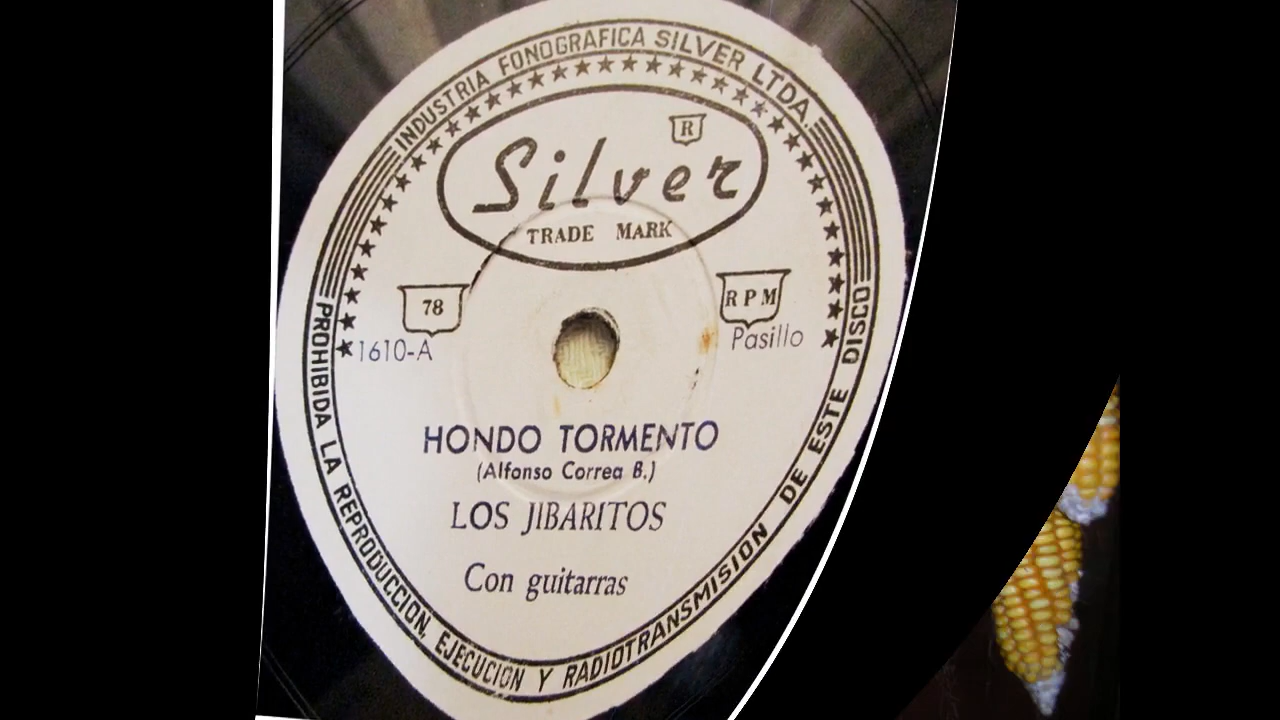 INDUSTRIA FONOGRAFICA SILVER LTDA.
R
Silver
TRADE MARK
78
RPM
1610-A
Pasillo
HONDO TORMENTO
(Alfonso Correa B.)
LOS JIBARITOS
Con guitarras
PROHIBIDA LA REPRODUCCION, EJECUCION Y RADIOTRANSMISION DE ESTE DISCO